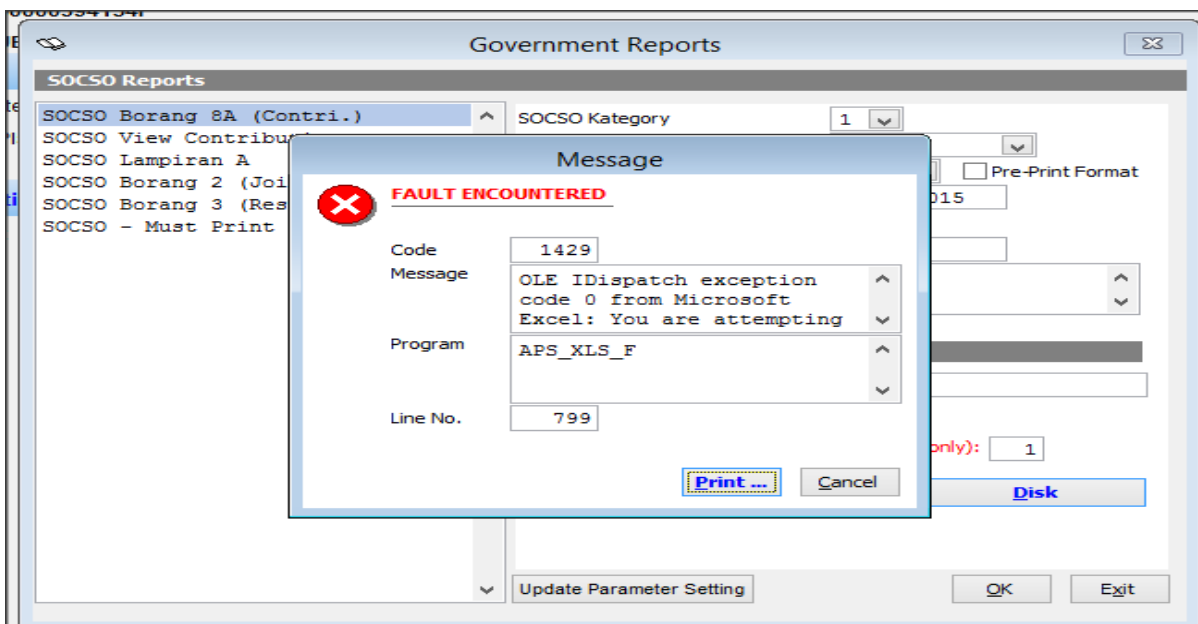 Government Reports
SOCSO Reports
SOCSO Borang 8A (Contri.)
SOCSO View
SOCSO Lampiran A
SOCSO Borang 2
SOCSO Borang 3
SOCSO - Must Print
SOCSO Kategory
1
Pre-Print Format
015
Message
FAULT ENCOUNTERED
Code
1429
Message
OLE IDispatch exception
code 0 from Microsoft
Excel: You are attempting
Program
APS_XLS_F
Line No.
799
Print ...
Cancel
only):
1
Disk
Update Parameter Setting
OK
Exit